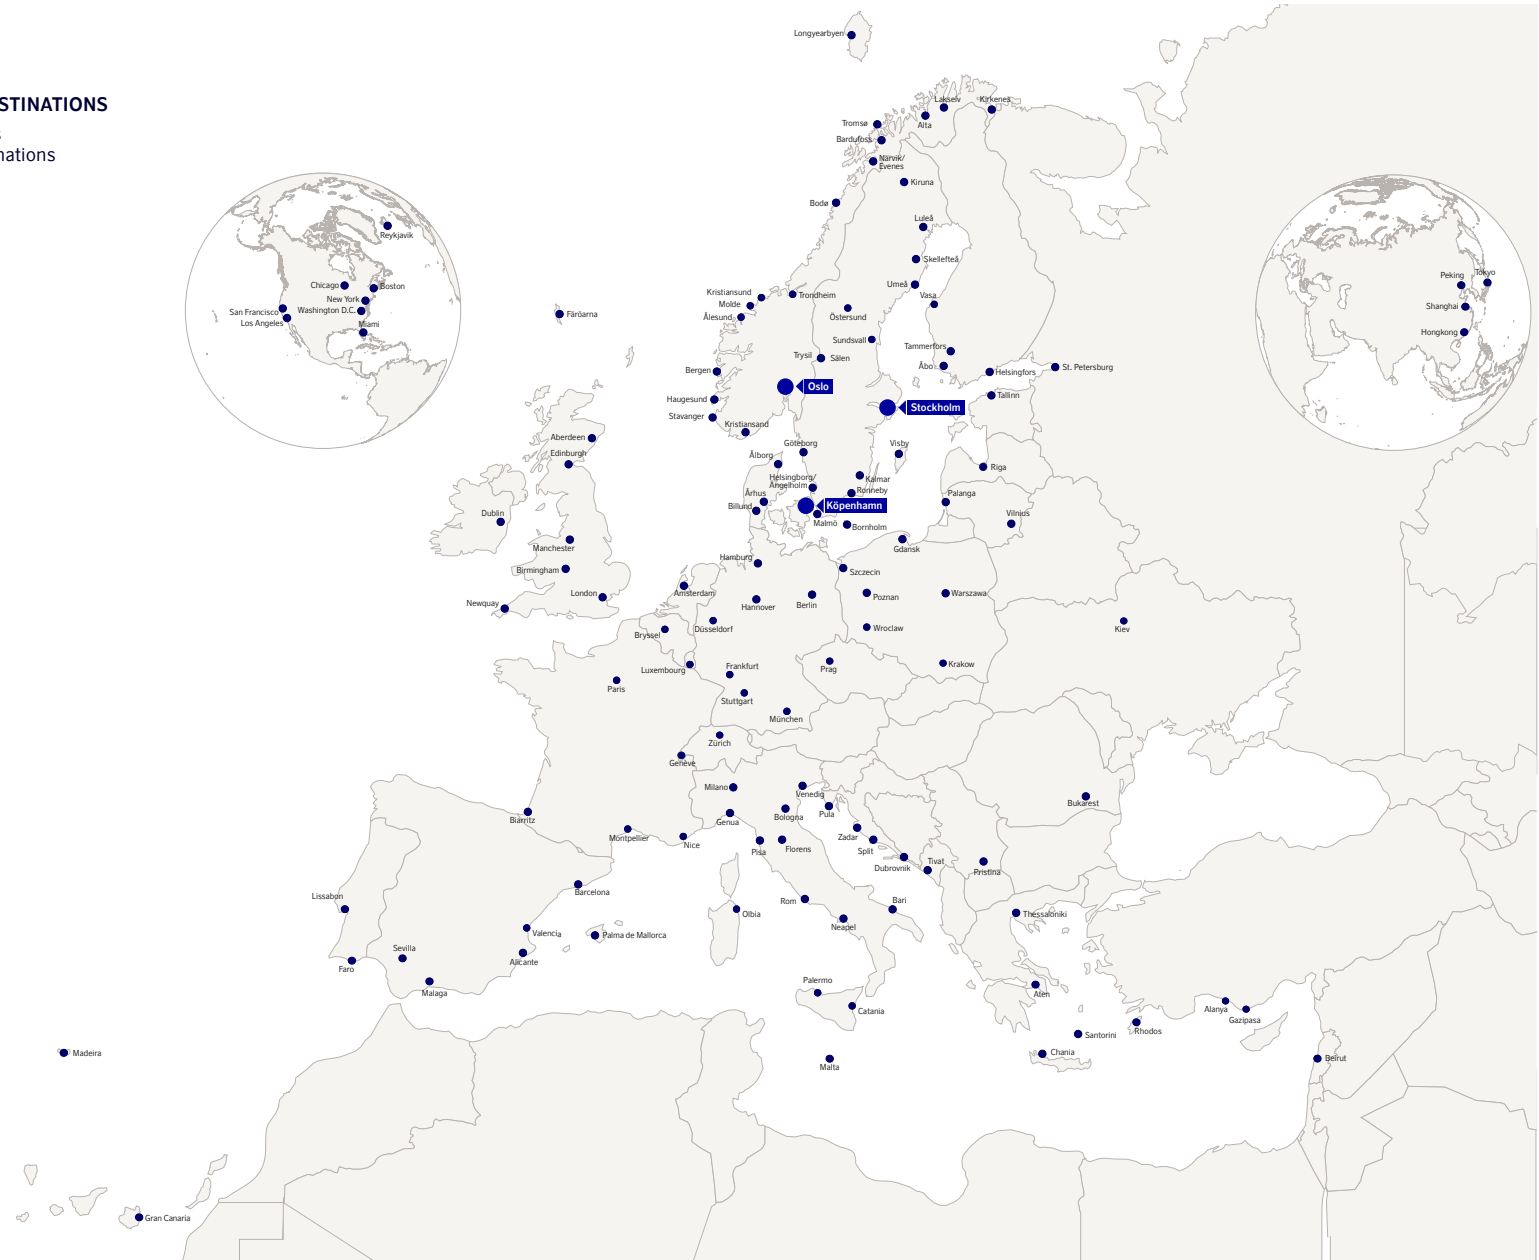 STINATIONS
nations
Longyearbyen
Lakselv
Kirkenes
Alta
Tromsø
Bardufoss
Narvik/
Evenes
Kiruna
Bodø
Luleå
Skellefteå
Umeå
Vasa
Kristiansund
Molde
Ålesund
Trondheim
Östersund
Sundsvall
Färöarna
Trysil
Sälen
Tammerfors
Åbo
Helsingfors
St. Petersburg
Tallinn
Bergen
Oslo
Haugesund
Stavanger
Kristiansand
Stockholm
Göteborg
Visby
Ålborg
Helsingborg/
Ängelholm
Kalmar
Ronneby
Århus
Billund
Köpenhamn
Malmö
Bornholm
Riga
Palanga
Vilnius
Gdansk
Aberdeen
Edinburgh
Dublin
Manchester
Birmingham
London
Newquay
Hamburg
Amsterdam
Hannover
Berlin
Szczecin
Poznan
Warszawa
Wroclaw
Krakow
Kiev
Düsseldorf
Bryssel
Luxembourg
Frankfurt
Prag
Paris
Stuttgart
München
Zürich
Genève
Milano
Venedig
Pula
Genua
Bologna
Zadar
Biarritz
Montpellier
Nice
Pisa
Florens
Split
Dubrovnik
Tivat
Pristina
Bukarest
Barcelona
Lissabon
Rom
Bari
Olbia
Neapel
Thessaloniki
Valencia
Palma de Mallorca
Sevilla
Alicante
Faro
Malaga
Palermo
Catania
Aten
Alanya
Gazipasa
Rhodos
Santorini
Chania
Malta
Beirut
Madeira
Gran Canaria
Reykjavik
Chicago
Boston
New York
Washington D.C.
San Francisco
Los Angeles
Miami
Peking
Tokyo
Shanghai
Hongkong